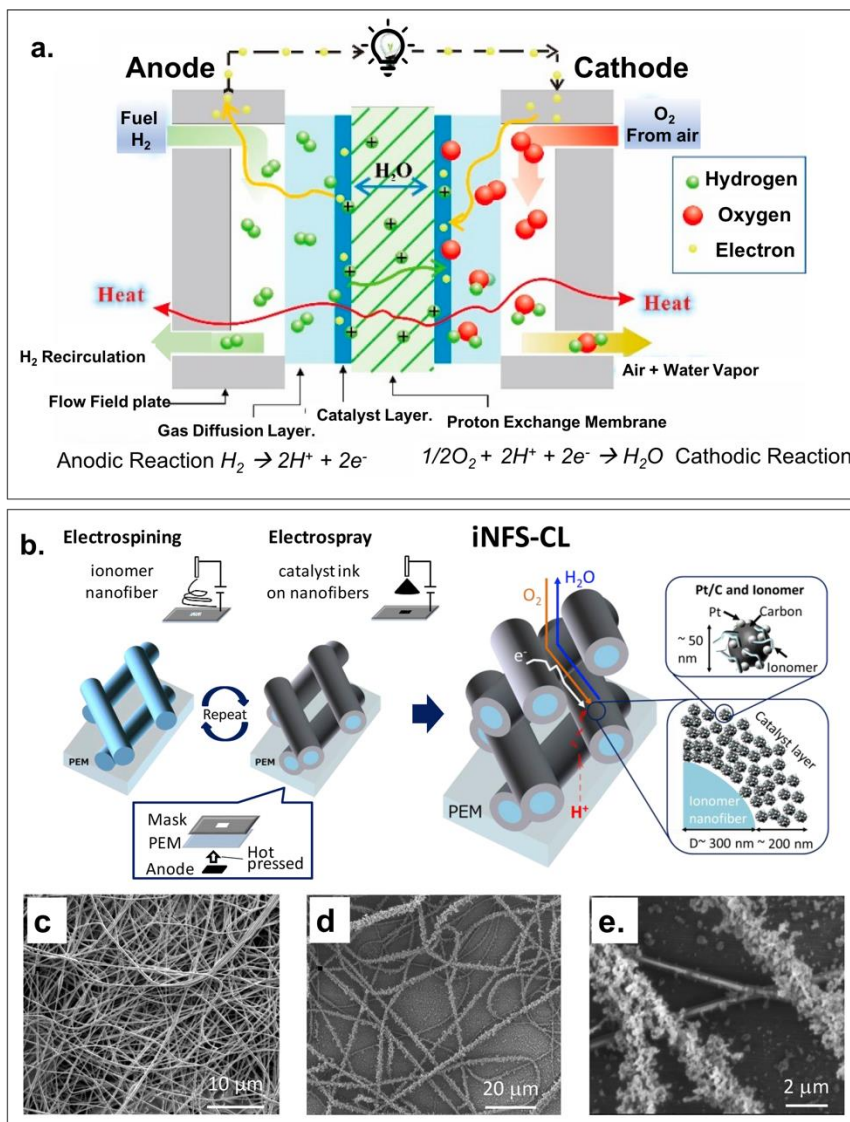 a.
Anode
Cathode
Fuel
H₂
O₂
From air
H₂O
Hydrogen
Oxygen
Electron
Heat
Heat
H₂ Recirculation
Air + Water Vapor
Flow Field plate
Gas Diffusion Layer.
Catalyst Layer.
Proton Exchange Membrane
Anodic Reaction H₂ → 2H⁺ + 2e⁻
1/2O₂ + 2H⁺ + 2e⁻ → H₂O Cathodic Reaction
b.
Electrospining
ionomer
nanofiber
Electrospray
catalyst ink
on nanofibers
iNFS-CL
PEM
Repeat
Mask
PEM
Hot
pressed
Anode
O₂
H₂O
e⁻
PEM
H⁺
Pt/C and Ionomer
Pt
Carbon
~ 50
nm
Ionomer
Catalyst layer
Ionomer
nanofiber
D~ 300 nm ~ 200 nm
c
10 μm
d
20 μm
e.
2 μm